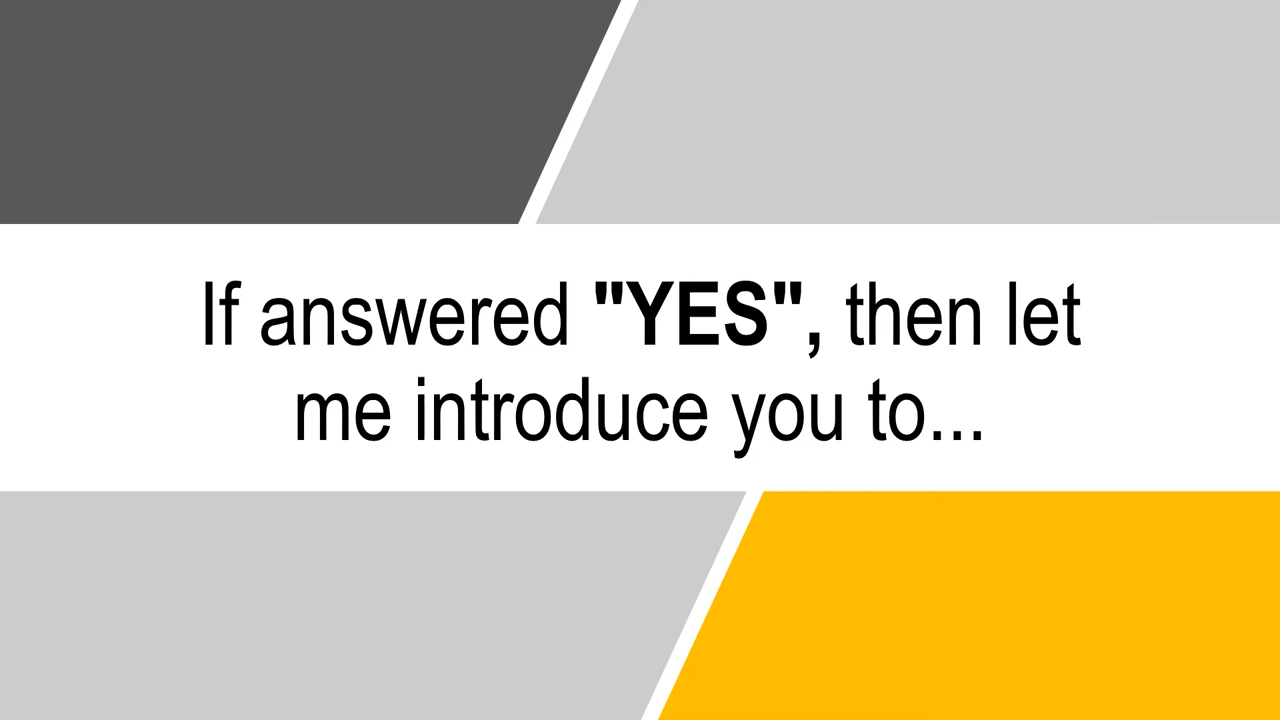 If answered "YES", then let
me introduce you to...